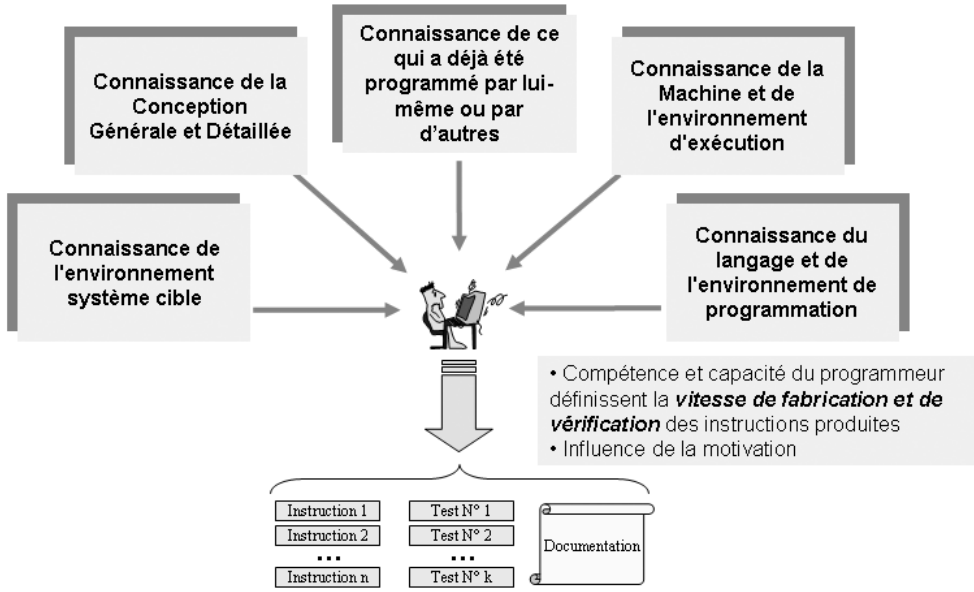 Connaissance de l'environnement
système cible
Connaissance de la
Conception
Générale et Détaillée
Connaissance de ce
qui a déjà été
programmé par lui-
même ou par
d'autres
Connaissance de la
Machine et de
l'environnement
d'exécution
Connaissance du
langage et de
l'environnement de
programmation
• Compétence et capacité du programmeur
définissent la vitesse de fabrication et de
vérification des instructions produites
• Influence de la motivation
Instruction 1
Instruction 2
...
Instruction n
Test N° 1
Test N° 2
...
Test N° k
Documentation